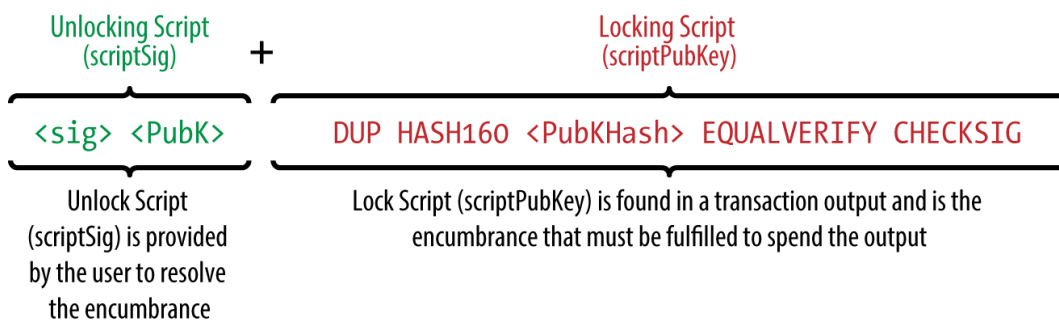 Unlocking Script
(scriptSig)
+
Locking Script
(scriptPubKey)
<sig> <PubK>
DUP HASH160 <PubKHash> EQUALVERIFY CHECKSIG
Unlock Script
(scriptSig) is provided
by the user to resolve
the encumbrance
Lock Script (scriptPubKey) is found in a transaction output and is the
encumbrance that must be fulfilled to spend the output